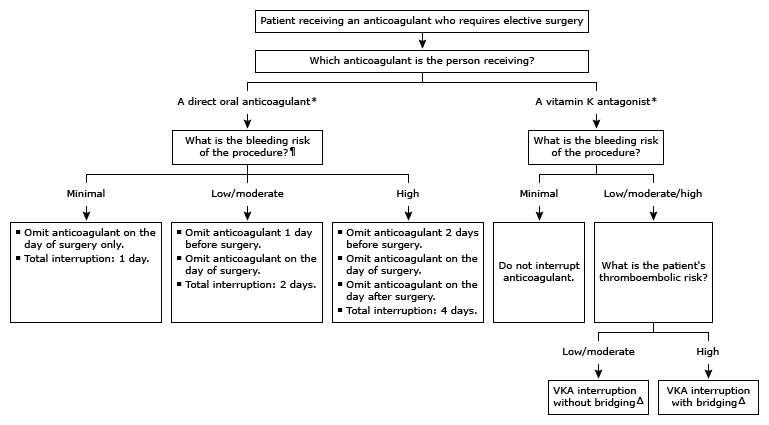 Patient receiving an anticoagulant who requires elective surgery
Which anticoagulant is the person receiving?
A direct oral anticoagulant*
A vitamin K antagonist*
What is the bleeding risk
of the procedure?¶
What is the bleeding risk
of the procedure?
Minimal
Low/moderate
High
Minimal
Low/moderate/high
▪ Omit anticoagulant on the
day of surgery only.
▪ Total interruption: 1 day.
▪ Omit anticoagulant 1 day
before surgery.
▪ Omit anticoagulant on the
day of surgery.
▪ Total interruption: 2 days.
▪ Omit anticoagulant 2 days
before surgery.
▪ Omit anticoagulant on the
day of surgery.
▪ Omit anticoagulant on the
day after surgery.
▪ Total interruption: 4 days.
Do not interrupt
anticoagulant.
What is the patient's
thromboembolic risk?
Low/moderate
High
VKA interruption
without bridgingΔ
VKA interruption
with bridgingΔ